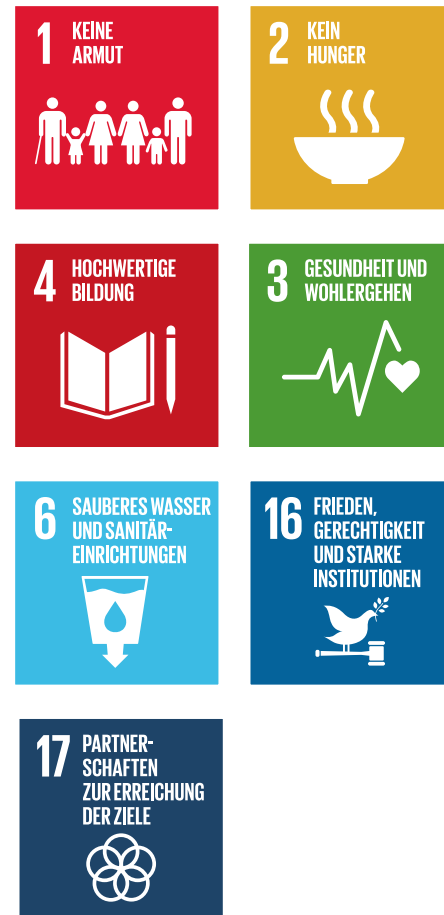 1 KEINE
ARMUT
2 KEIN
HUNGER
4 HOCHWERTIGE
BILDUNG
3 GESUNDHEIT UND
WOHLERGEHEN
6 SAUBERES WASSER
UND SANITÄR-
EINRICHTUNGEN
16 FRIEDEN,
GERECHTIGKEIT
UND STARKE
INSTITUTIONEN
17 PARTNER-
SCHAFTEN
ZUR ERREICHUNG
DER ZIELE